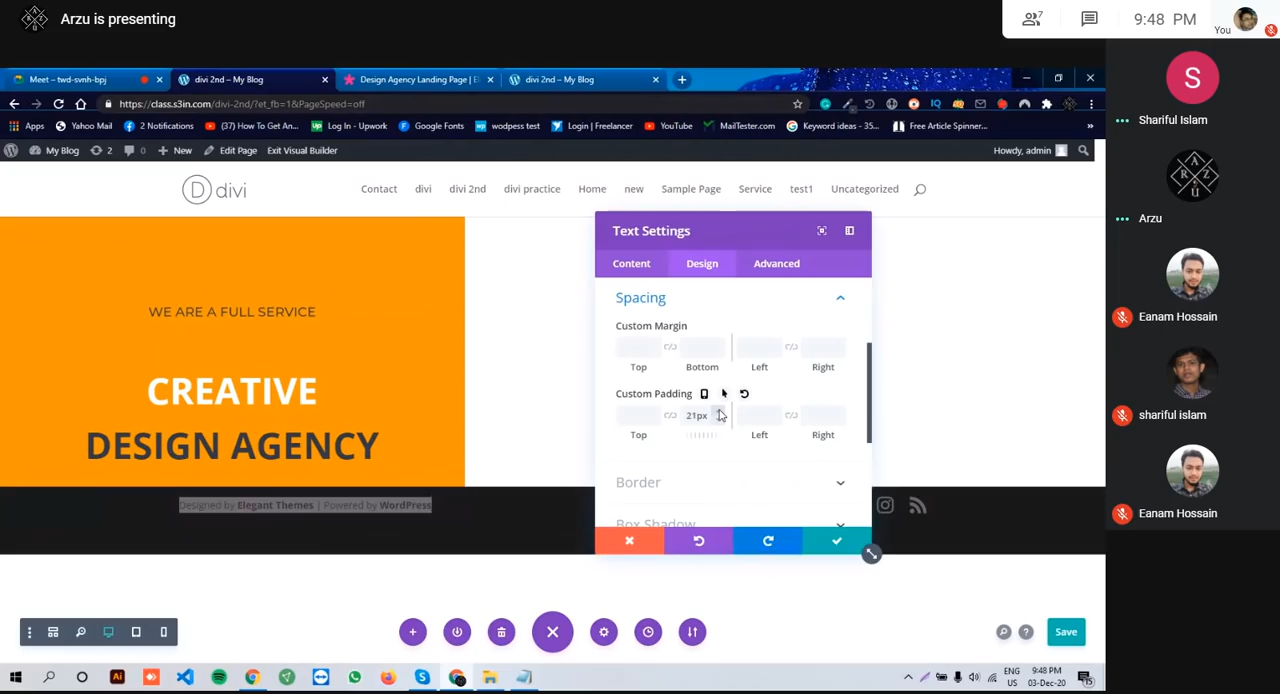 Arzu is presenting
7
9:48 PM
You
Meet – twd-svnh-bpj
divi 2nd – My Blog
Design Agency Landing Page | El
divi 2nd – My Blog
https://class.s3in.com/divi-2nd/?et_fb=1&PageSpeed=off
Apps
Yahoo Mail
2 Notifications
(37) How To Get An...
Log In - Upwork
Google Fonts
wodpess test
Login | Freelancer
YouTube
MailTester.com
Keyword ideas - 35...
Free Article Spinner...
My Blog
2
0
New
Edit Page
Exit Visual Builder
Howdy, admin
D divi
Contact
divi
divi 2nd
divi practice
Home
new
Sample Page
Service
test1
Uncategorized
WE ARE A FULL SERVICE
CREATIVE
DESIGN AGENCY
Designed by Elegant Themes | Powered by WordPress
Text Settings
Content
Design
Advanced
Spacing
Custom Margin
Top
Bottom
Left
Right
Custom Padding
21px
Top
Left
Right
Border
Box Shadow
Save
S
Shariful Islam
A
R Z
U
Arzu
Eanam Hossain
shariful islam
Eanam Hossain
ENG
US
9:48 PM
03-Dec-20
15